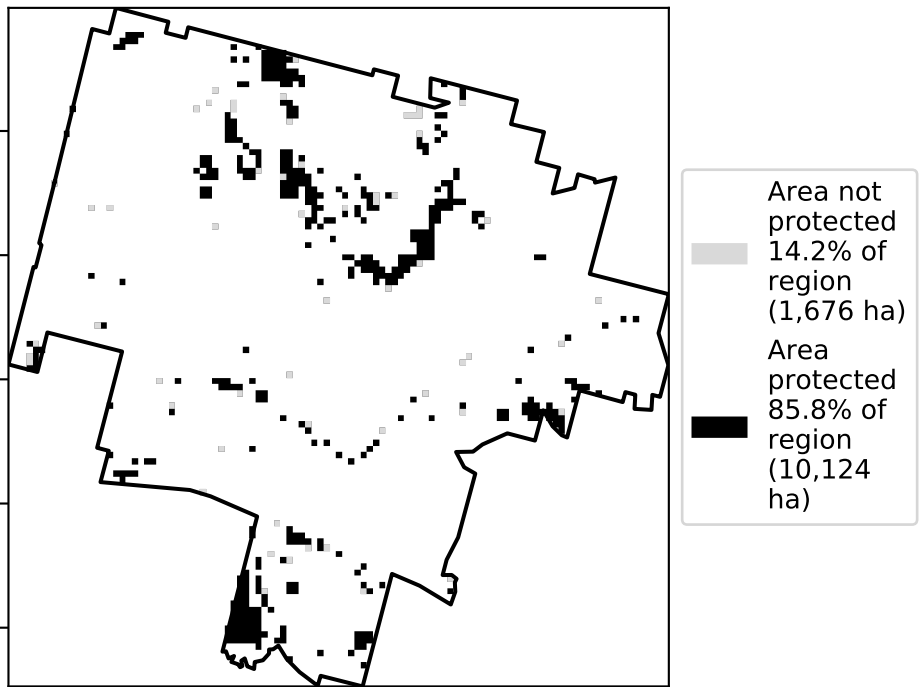 Area not
protected
14.2% of
region
(1,676 ha)
Area
protected
85.8% of
region
(10,124
ha)